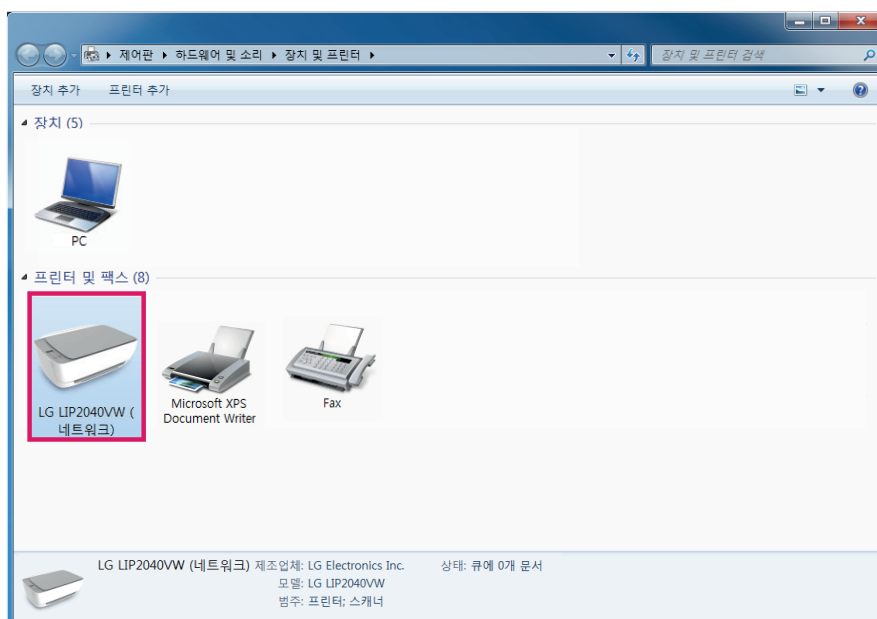 제어판 ▸ 하드웨어 및 소리 ▸ 장치 및 프린터 ▸
장치 및 프린터 검색
장치 추가 프린터 추가
장치 (5)
PC
프린터 및 팩스 (8)
LG LIP2040VW (
네트워크)
Microsoft XPS
Document Writer
Fax
LG LIP2040VW (네트워크) 제조업체: LG Electronics Inc. 상태: 큐에 0개 문서
모델: LG LIP2040VW
범주: 프린터; 스캐너